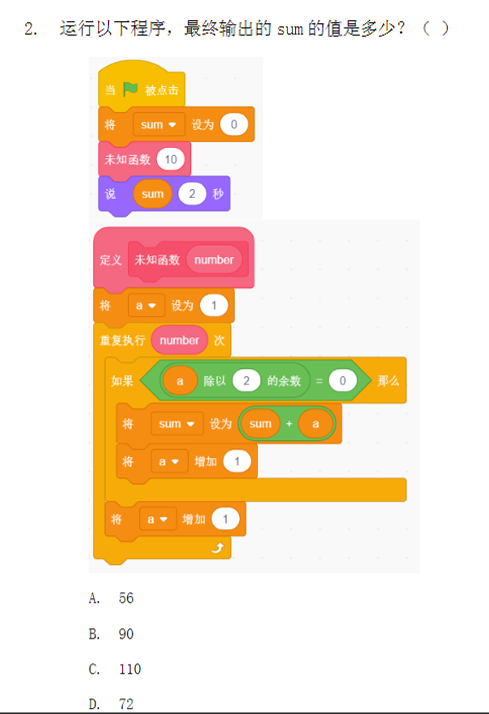 2. 运行以下程序，最终输出的 sum 的值是多少？（ ）
当 被点击
将 sum 设为 0
未知函数 10
说 sum 2 秒
定义 未知函数 number
将 a 设为 1
重复执行 number 次
如果 a 除以 2 的余数 = 0 那么
将 sum 设为 sum + a
将 a 增加 1
将 a 增加 1
A. 56
B. 90
C. 110
D. 72